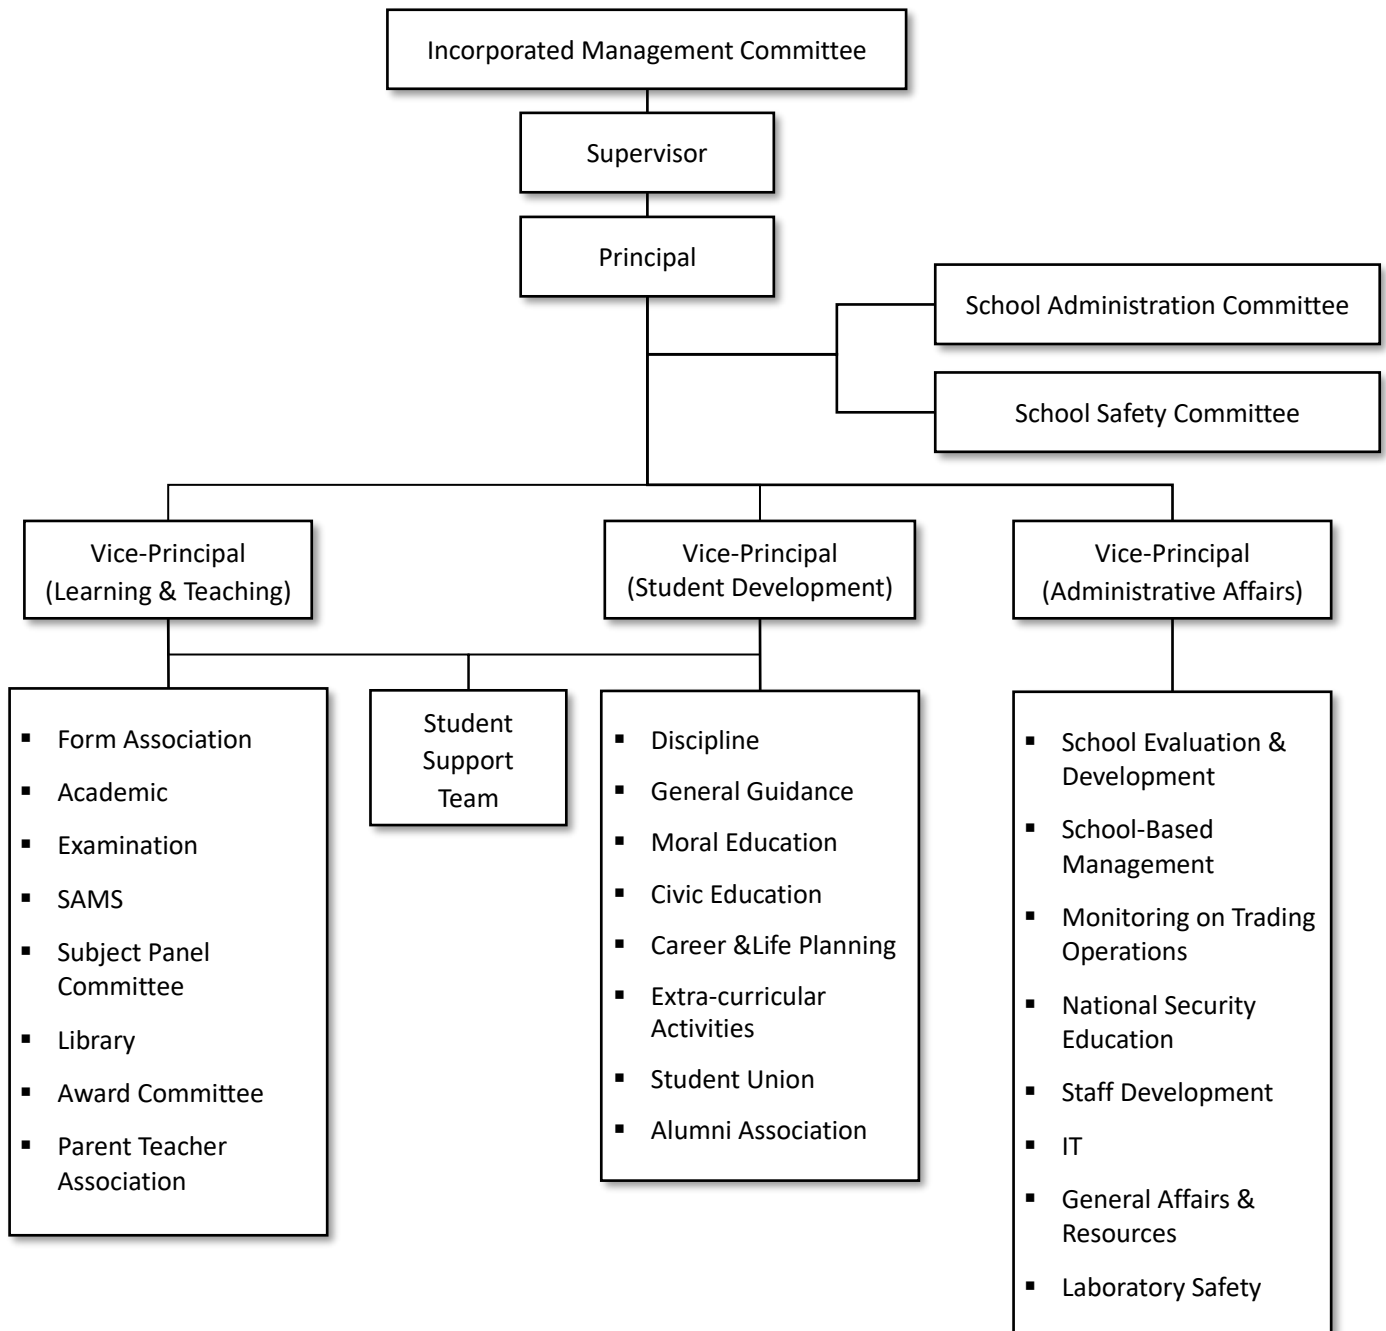 Incorporated Management Committee
Supervisor
Principal
School Administration Committee
School Safety Committee
Vice-Principal
(Learning & Teaching)
Vice-Principal
(Student Development)
Vice-Principal
(Administrative Affairs)
▪ Form Association
▪ Academic
▪ Examination
▪ SAMS
▪ Subject Panel
Committee
▪ Library
▪ Award Committee
▪ Parent Teacher
Association
Student
Support
Team
▪ Discipline
▪ General Guidance
▪ Moral Education
▪ Civic Education
▪ Career &Life Planning
▪ Extra-curricular
Activities
▪ Student Union
▪ Alumni Association
▪ School Evaluation &
Development
▪ School-Based
Management
▪ Monitoring on Trading
Operations
▪ National Security
Education
▪ Staff Development
▪ IT
▪ General Affairs &
Resources
▪ Laboratory Safety